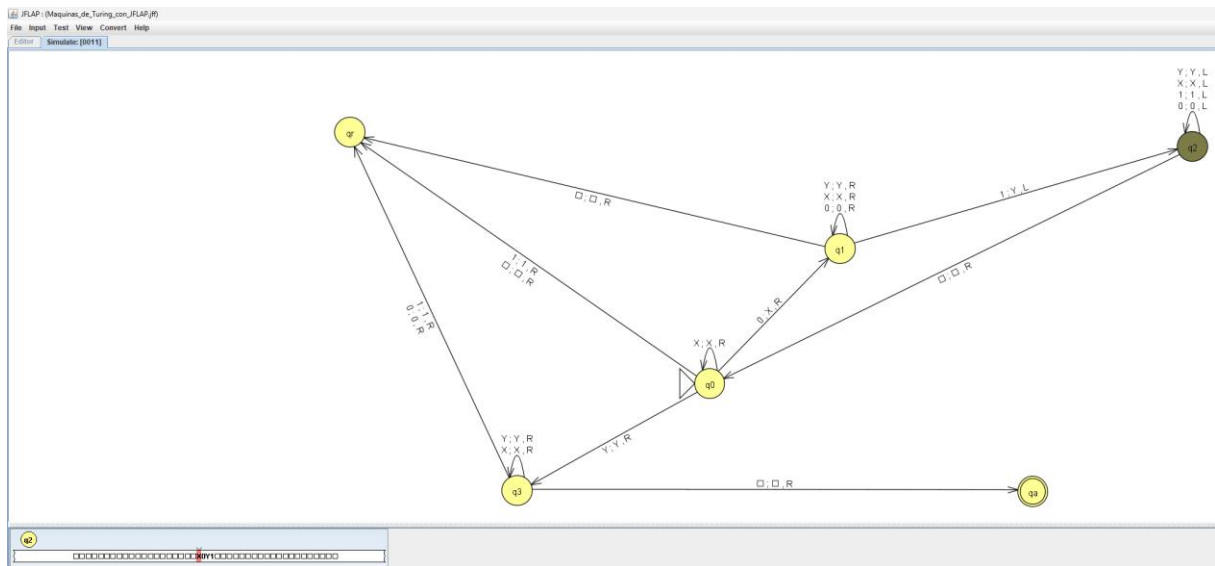 JFLAP : (Maquinas_de_Turing_con_JFLAP.jff)
File Input Test View Convert Help
Editor Simulate: [0011]
Y ; Y , L
X ; X , L
1 ; 1 , L
0 ; 0 , L
qr
q2
Y ; Y , R
X ; X , R
0 ; 0 , R
□ ; □ , R
1 ; Y , L
q1
1 ; 1 , R
□ ; □ , R
□ ; □ , R
1 ; 1 , R
0 ; 0 , R
0 ; X , R
X ; X , R
q0
Y ; Y , R
X ; X , R
Y ; Y , R
q3
□ ; □ , R
qa
q2
□□□□□□□□□□□□□□□□□□□□X0Y1□□□□□□□□□□□□□□□□□□□□